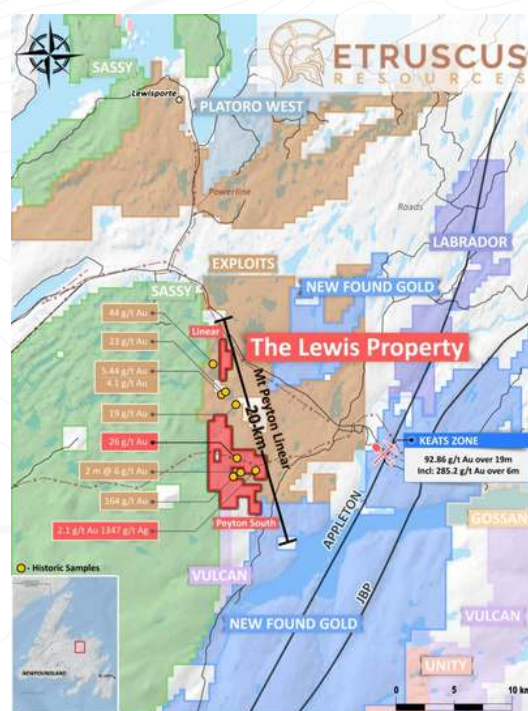 ETRUSCUS
RESOURCES
SASSY
Lewisporte
PLATORO WEST
Powerline
Roads
LABRADOR
EXPLOITS
SASSY
NEW FOUND GOLD
44 g/t Au
Linear
23 g/t Au
The Lewis Property
5.44 g/t Au
4.1 g/t Au
Mt Peyton Linear
20-km
19 g/t Au
26 g/t Au
KEATS ZONE
92.86 g/t Au over 19m
Incl: 285.2 g/t Au over 6m
2 m @ 6 g/t Au
164 g/t Au
APPLETON
GOSSAN
2.1 g/t Au 1347 g/t Ag
Peyton South
- Historic Samples
VULCAN
JBP
NEW FOUND GOLD
VULCAN
NEWFOUNDLAND
UNITY
0 5 10 km